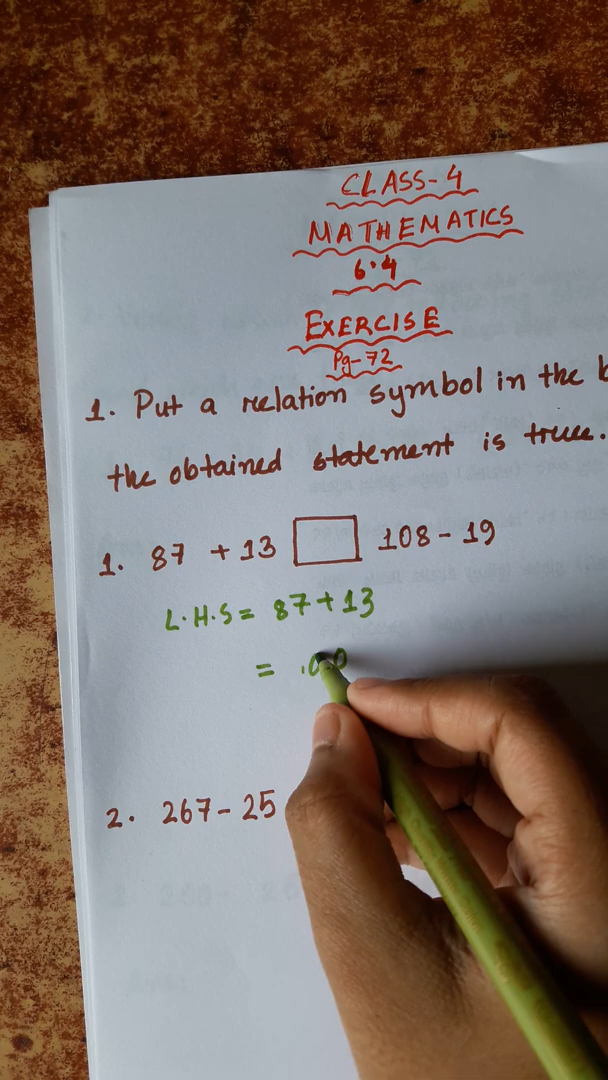 CLASS-4
MATHEMATICS
6.4
EXERCISE
Pg-72
1. Put a relation symbol in the
the obtained statement is true.
1. 87 + 13 108 - 19
L.H.S = 87 + 13
=
2. 267 - 25